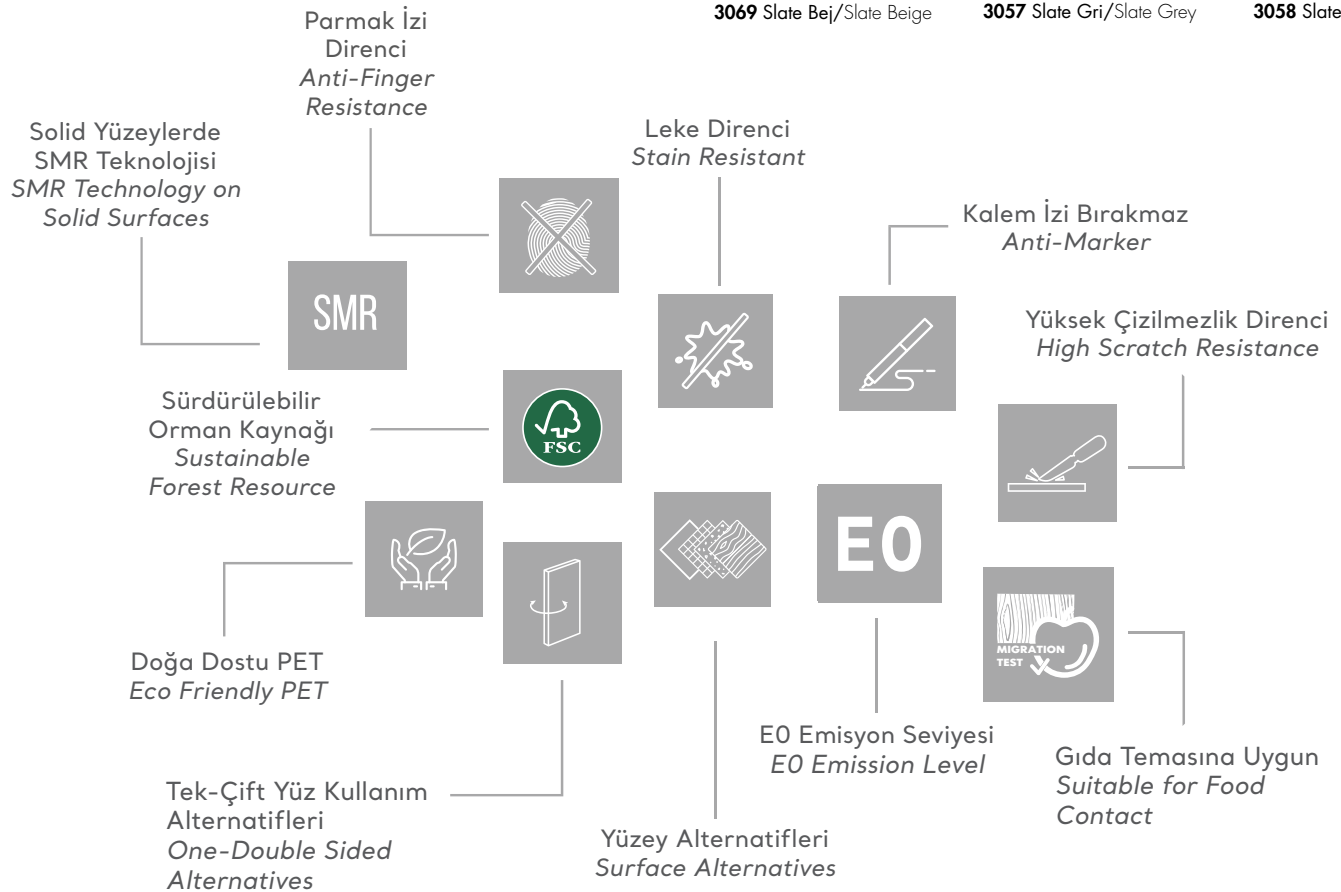 3069 Slate Bej/Slate Beige
3057 Slate Gri/Slate Grey
3058 Slate
Parmak İzi
Direnci
Anti-Finger
Resistance
Solid Yüzeylerde
SMR Teknolojisi
SMR Technology on
Solid Surfaces
Leke Direnci
Stain Resistant
Kalem İzi Bırakmaz
Anti-Marker
SMR
Yüksek Çizilmezlik Direnci
High Scratch Resistance
Sürdürülebilir
Orman Kaynağı
Sustainable
Forest Resource
FSC
E0
MIGRATION
TEST
Doğa Dostu PET
Eco Friendly PET
E0 Emisyon Seviyesi
E0 Emission Level
Gıda Temasına Uygun
Suitable for Food
Contact
Tek-Çift Yüz Kullanım
Alternatifleri
One-Double Sided
Alternatives
Yüzey Alternatifleri
Surface Alternatives